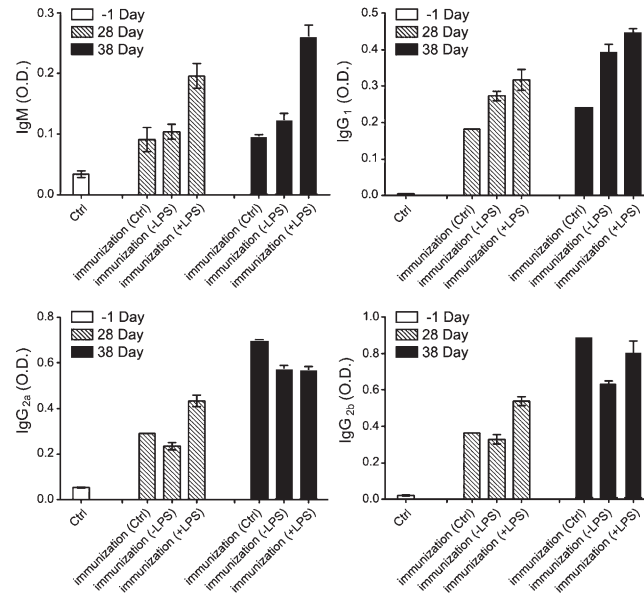 -1 Day
28 Day
38 Day
IgM (O.D.)
0.3
0.2
0.1
0.0
Ctrl
immunization (Ctrl)
immunization (-LPS)
immunization (+LPS)
immunization (Ctrl)
immunization (-LPS)
immunization (+LPS)
-1 Day
28 Day
38 Day
IgG1 (O.D.)
0.5
0.4
0.3
0.2
0.1
0.0
Ctrl
immunization (Ctrl)
immunization (-LPS)
immunization (+LPS)
immunization (Ctrl)
immunization (-LPS)
immunization (+LPS)
-1 Day
28 Day
38 Day
IgG2a (O.D.)
0.8
0.6
0.4
0.2
0.0
Ctrl
immunization (Ctrl)
immunization (-LPS)
immunization (+LPS)
immunization (Ctrl)
immunization (-LPS)
immunization (+LPS)
-1 Day
28 Day
38 Day
IgG2b (O.D.)
1.0
0.8
0.6
0.4
0.2
0.0
Ctrl
immunization (Ctrl)
immunization (-LPS)
immunization (+LPS)
immunization (Ctrl)
immunization (-LPS)
immunization (+LPS)